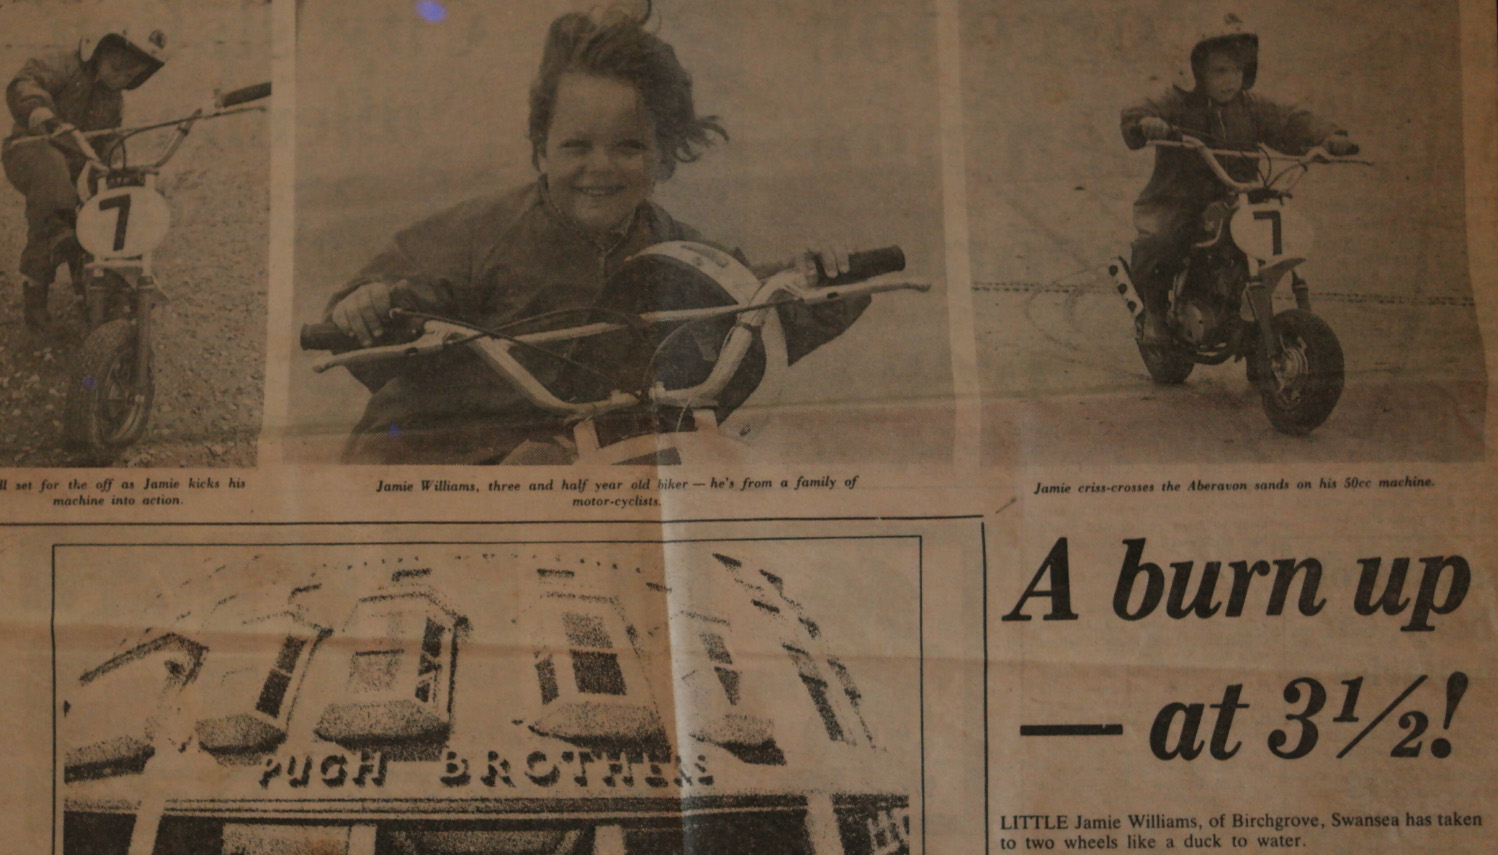 7
7
ll set for the off as Jamie kicks his
machine into action.
Jamie Williams, three and half year old biker — he's from a family of
motor-cyclists.
Jamie criss-crosses the Aberavon sands on his 50cc machine.
PUGH BROTHERS
A burn up
— at 3½!
LITTLE Jamie Williams, of Birchgrove, Swansea has taken
to two wheels like a duck to water.